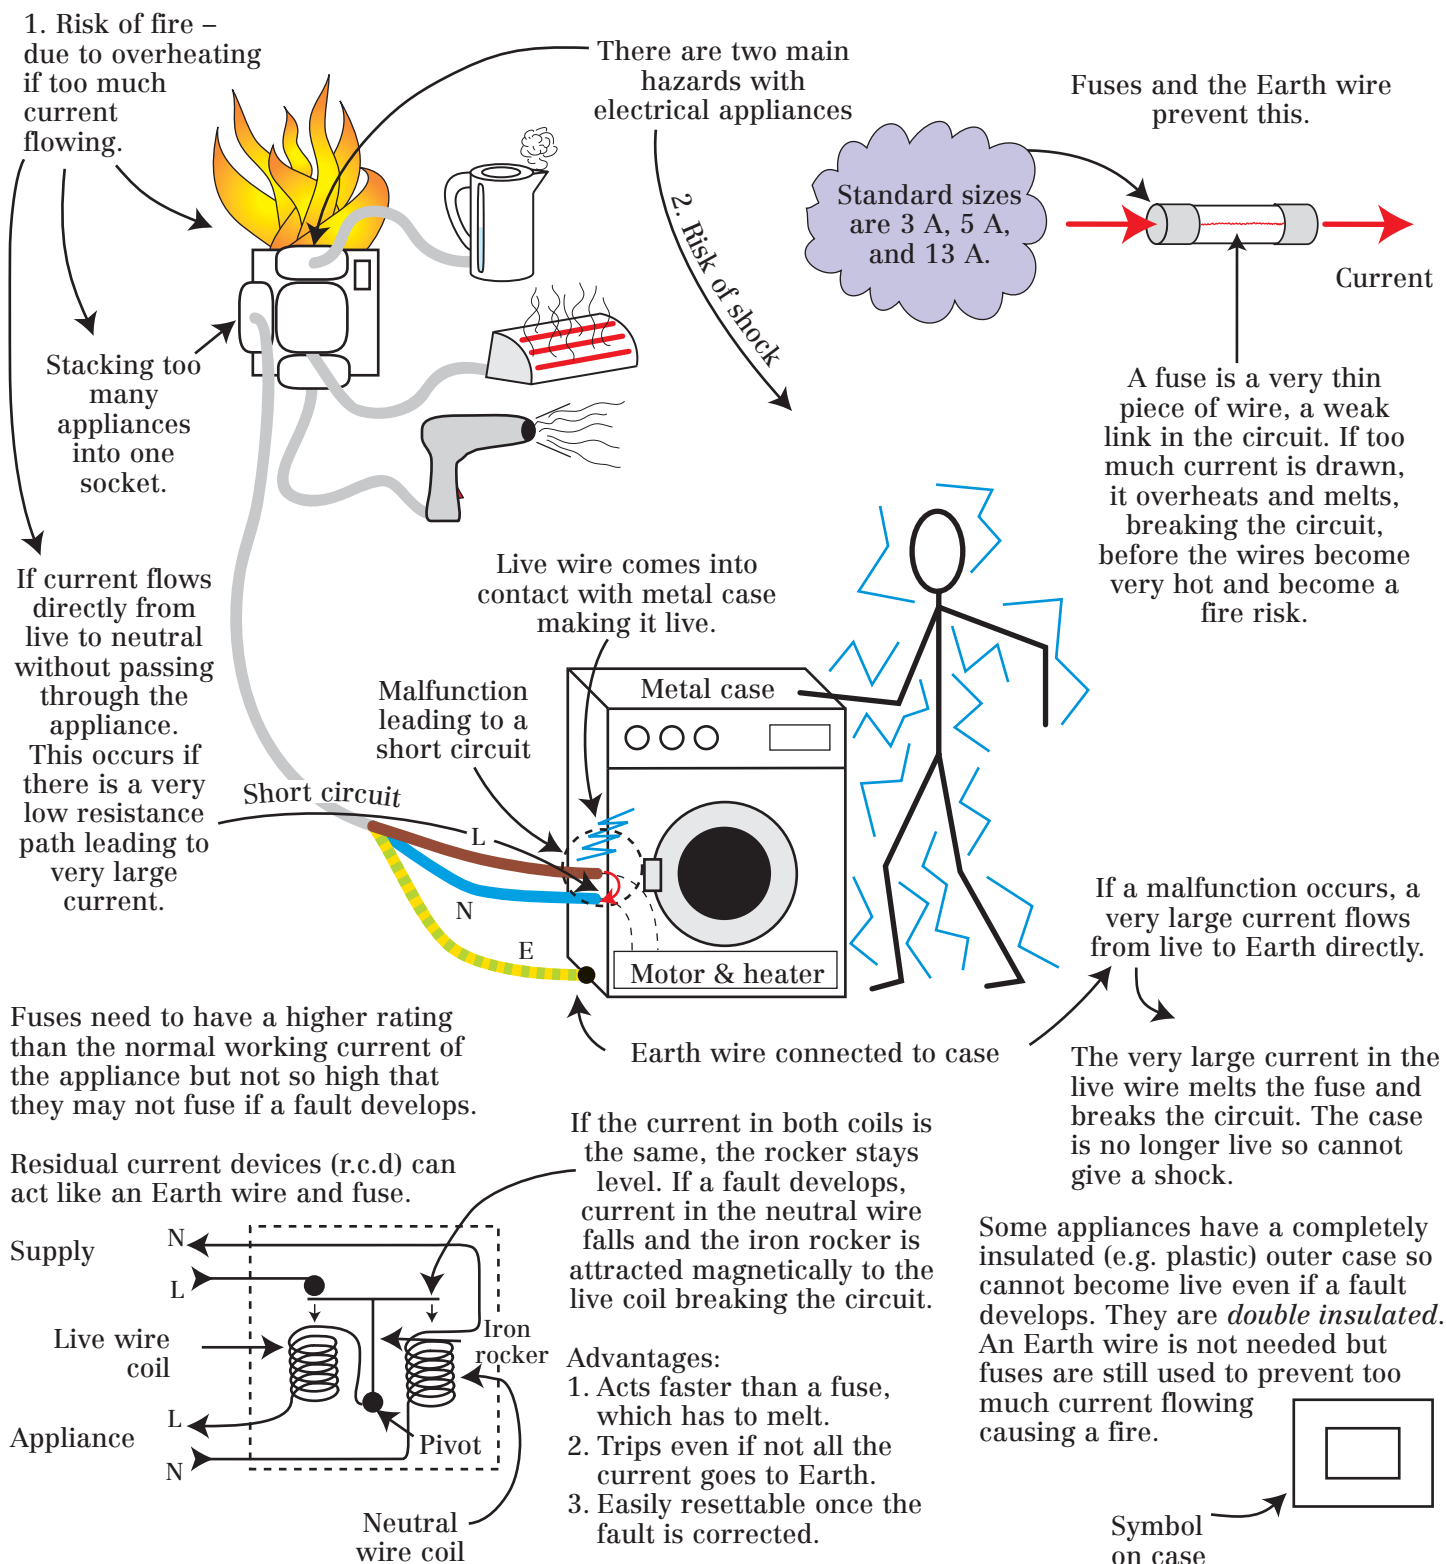 1. Risk of fire –
due to overheating
if too much
current
flowing.
There are two main
hazards with
electrical appliances
Fuses and the Earth wire
prevent this.
Standard sizes
are 3 A, 5 A,
and 13 A.
Current
2. Risk of shock
Stacking too
many
appliances
into one
socket.
A fuse is a very thin
piece of wire, a weak
link in the circuit. If too
much current is drawn,
it overheats and melts,
breaking the circuit,
before the wires become
very hot and become a
fire risk.
If current flows
directly from
live to neutral
without passing
through the
appliance.
This occurs if
there is a very
low resistance
path leading to
very large
current.
Live wire comes into
contact with metal case
making it live.
Malfunction
leading to a
short circuit
Metal case
Short circuit
L
N
E
Motor & heater
If a malfunction occurs, a
very large current flows
from live to Earth directly.
Earth wire connected to case
The very large current in the
live wire melts the fuse and
breaks the circuit. The case
is no longer live so cannot
give a shock.
Fuses need to have a higher rating
than the normal working current of
the appliance but not so high that
they may not fuse if a fault develops.
Residual current devices (r.c.d) can
act like an Earth wire and fuse.
If the current in both coils is
the same, the rocker stays
level. If a fault develops,
current in the neutral wire
falls and the iron rocker is
attracted magnetically to the
live coil breaking the circuit.
Supply
N
L
Live wire
coil
Iron
rocker
Appliance
L
N
Pivot
Neutral
wire coil
Advantages:
1. Acts faster than a fuse,
which has to melt.
2. Trips even if not all the
current goes to Earth.
3. Easily resettable once the
fault is corrected.
Some appliances have a completely
insulated (e.g. plastic) outer case so
cannot become live even if a fault
develops. They are double insulated.
An Earth wire is not needed but
fuses are still used to prevent too
much current flowing
causing a fire.
Symbol
on case